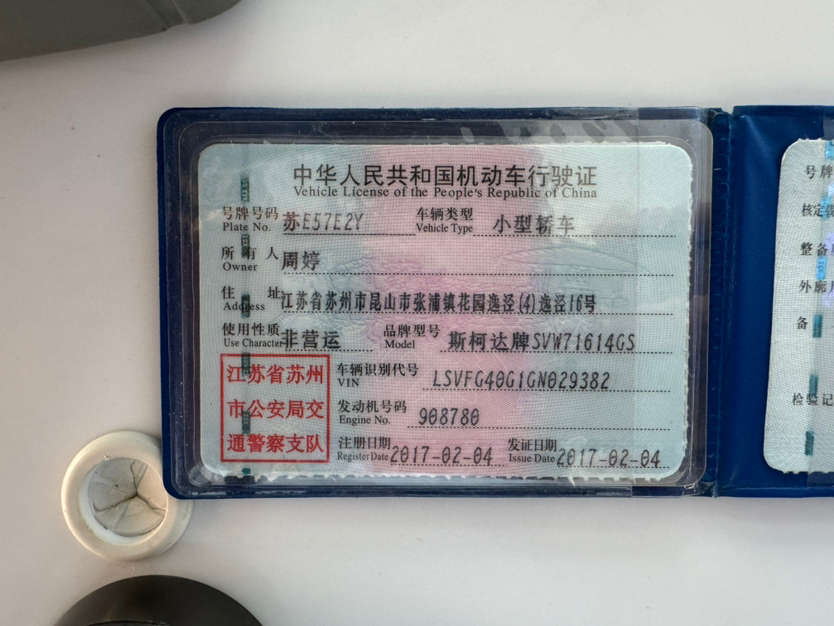 中华人民共和国机动车行驶证
Vehicle License of the People's Republic of China
号牌号码 苏E57E2Y 车辆类型 小型轿车
Plate No. Vehicle Type
所有人 周婷
Owner
住址 江苏省苏州市昆山市张浦镇花园逸泾(4)逸泾16号
Address
使用性质 非营运 品牌型号 斯柯达牌SVW71614GS
Use Character Model
江苏省苏州
市公安局交
通警察支队
车辆识别代号 LSVFG40G1GN029382
VIN
发动机号码 908780
Engine No.
注册日期 2017-02-04 发证日期 2017-02-04
Register Date Issue Date
号牌
核定
整备
外廓
备
检验记